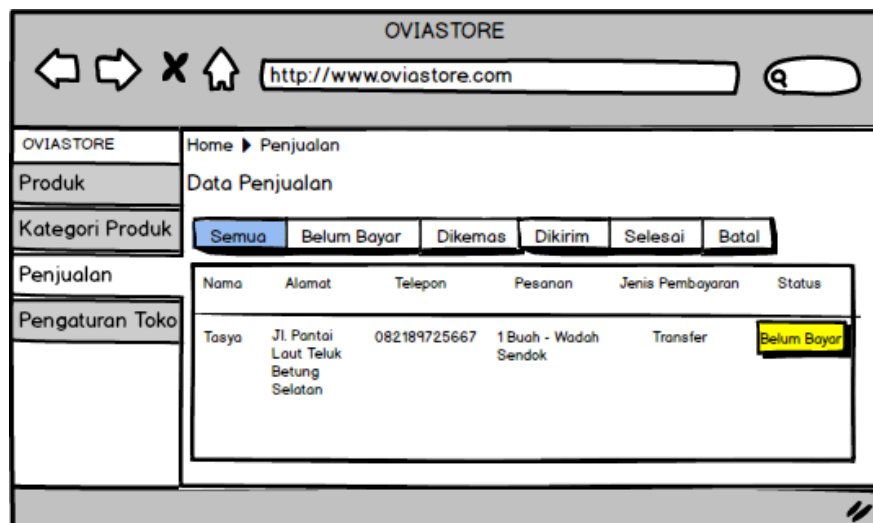 OVIASTORE
http://www.oviastore.com
OVIASTORE
Produk
Kategori Produk
Penjualan
Pengaturan Toko
Home Penjualan
Data Penjualan
Semua Belum Bayar Dikemas Dikirim Selesai Batal
Nama Alamat Telepon Pesanan Jenis Pembayaran Status
Tasya Jl. Pantai 082189725667 1 Buah - Wadah Transfer Belum Bayar
Laut Teluk Sendok
Betung
Selatan